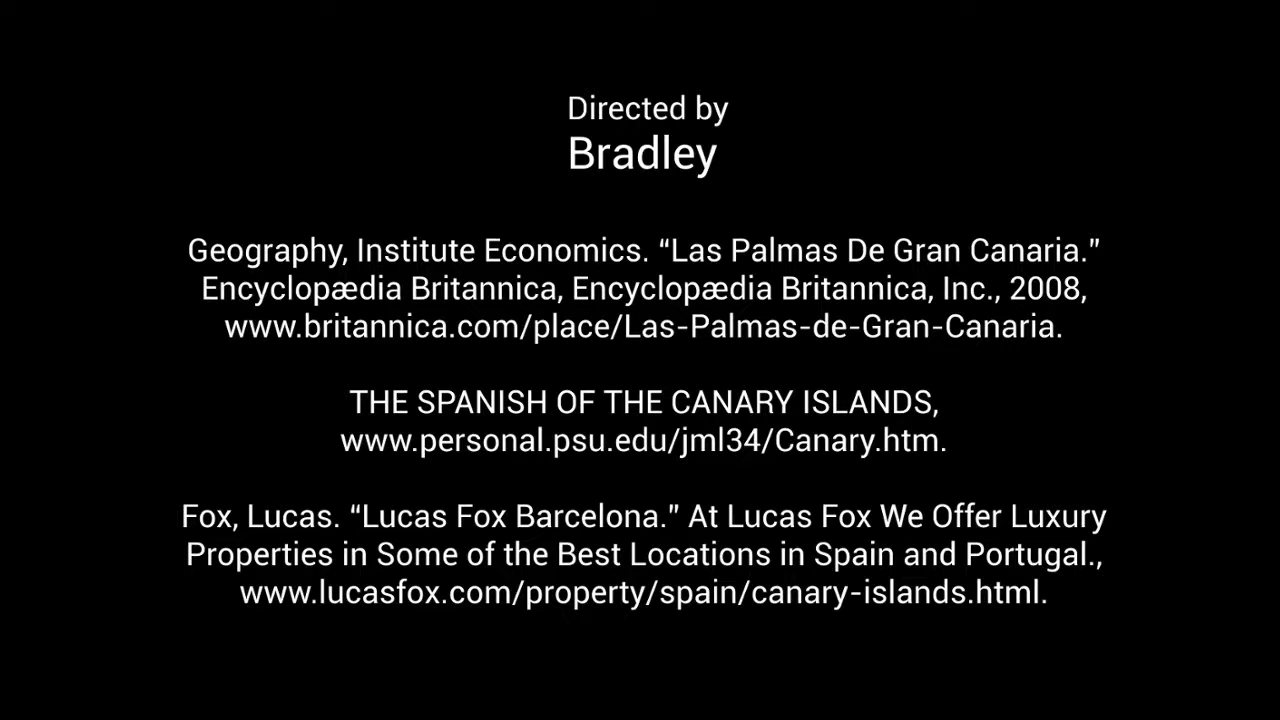 Directed by
Bradley
Geography, Institute Economics. “Las Palmas De Gran Canaria.”
Encyclopædia Britannica, Encyclopædia Britannica, Inc., 2008,
www.britannica.com/place/Las-Palmas-de-Gran-Canaria.
THE SPANISH OF THE CANARY ISLANDS,
www.personal.psu.edu/jml34/Canary.htm.
Fox, Lucas. “Lucas Fox Barcelona.” At Lucas Fox We Offer Luxury
Properties in Some of the Best Locations in Spain and Portugal.,
www.lucasfox.com/property/spain/canary-islands.html.